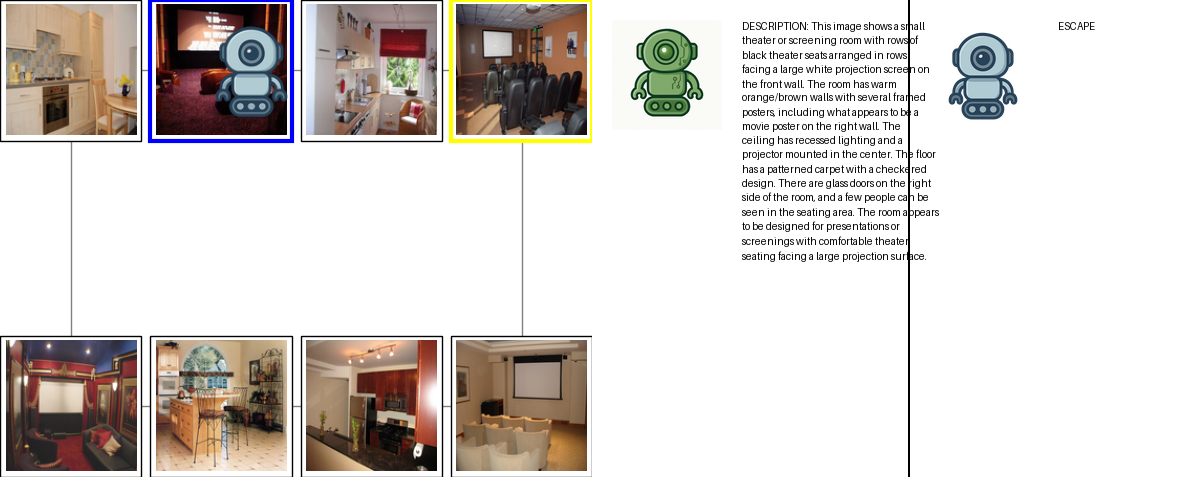 DESCRIPTION: This image shows a small
theater or screening room with rows of
black theater seats arranged in rows
facing a large white projection screen on
the front wall. The room has warm
orange/brown walls with several framed
posters, including what appears to be a
movie poster on the right wall. The
ceiling has recessed lighting and a
projector mounted in the center. The floor
has a patterned carpet with a checkered
design. There are glass doors on the right
side of the room, and a few people can be
seen in the seating area. The room appears
to be designed for presentations or
screenings with comfortable theater
seating facing a large projection surface.
ESCAPE